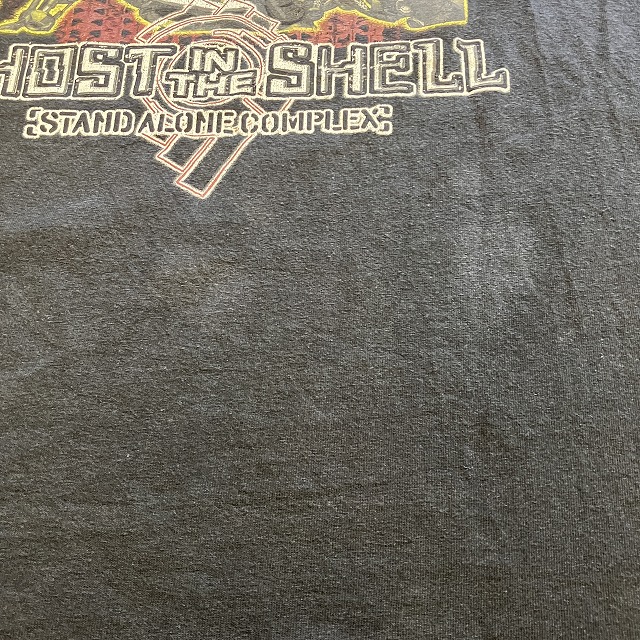 HOST IN THE SHELL
[STAND ALONE COMPLEX]